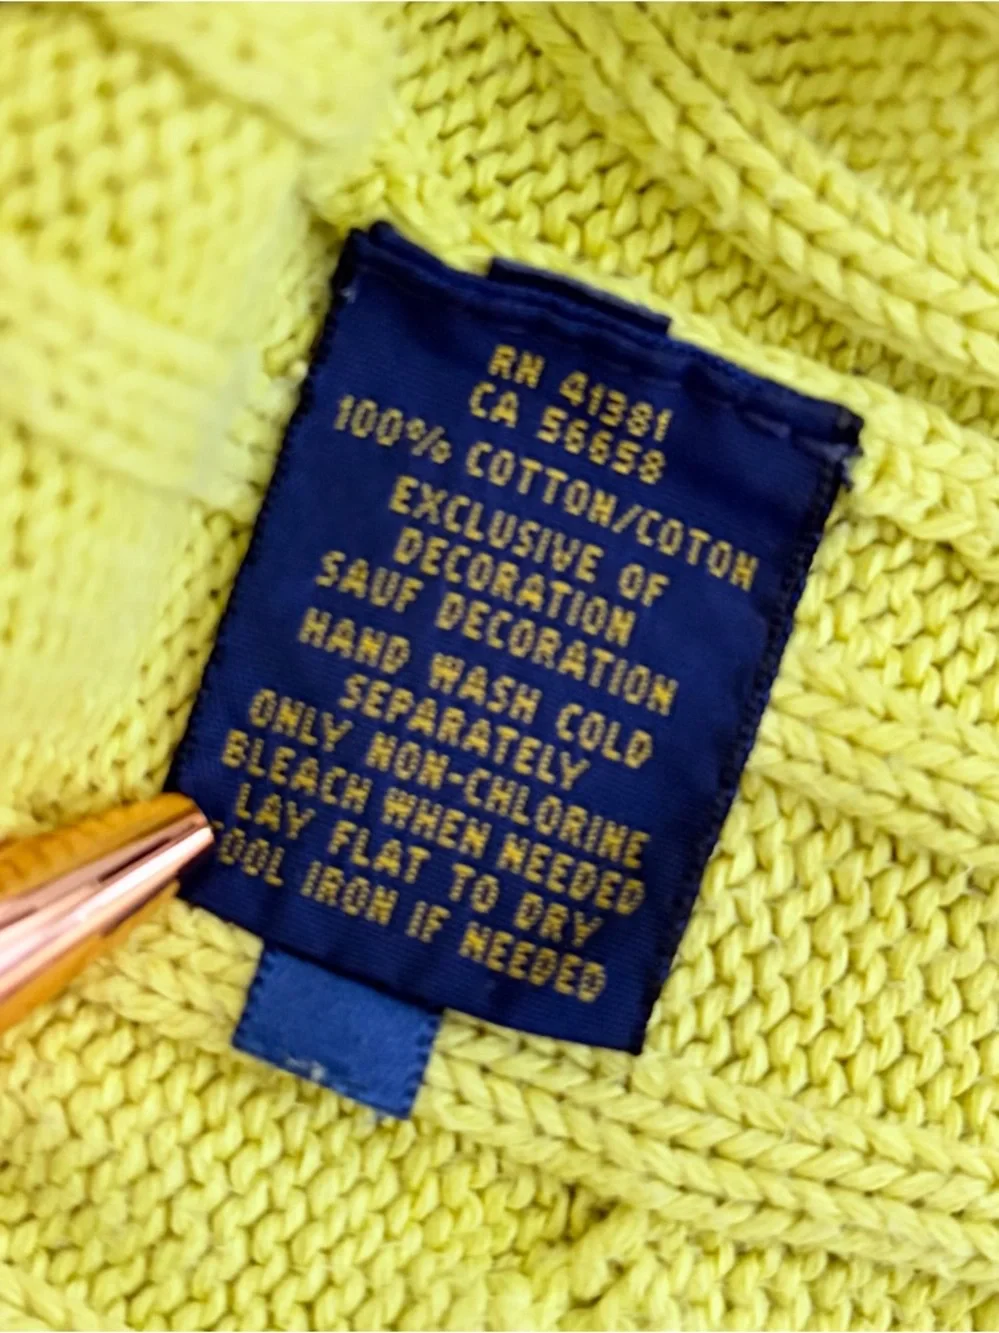 RN 41381
CA 56658
100% COTTON/COTON
EXCLUSIVE OF
DECORATION
SAUF DECORATION
HAND WASH COLD
SEPARATELY
ONLY NON-CHLORINE
BLEACH WHEN NEEDED
LAY FLAT TO DRY
COOL IRON IF NEEDED